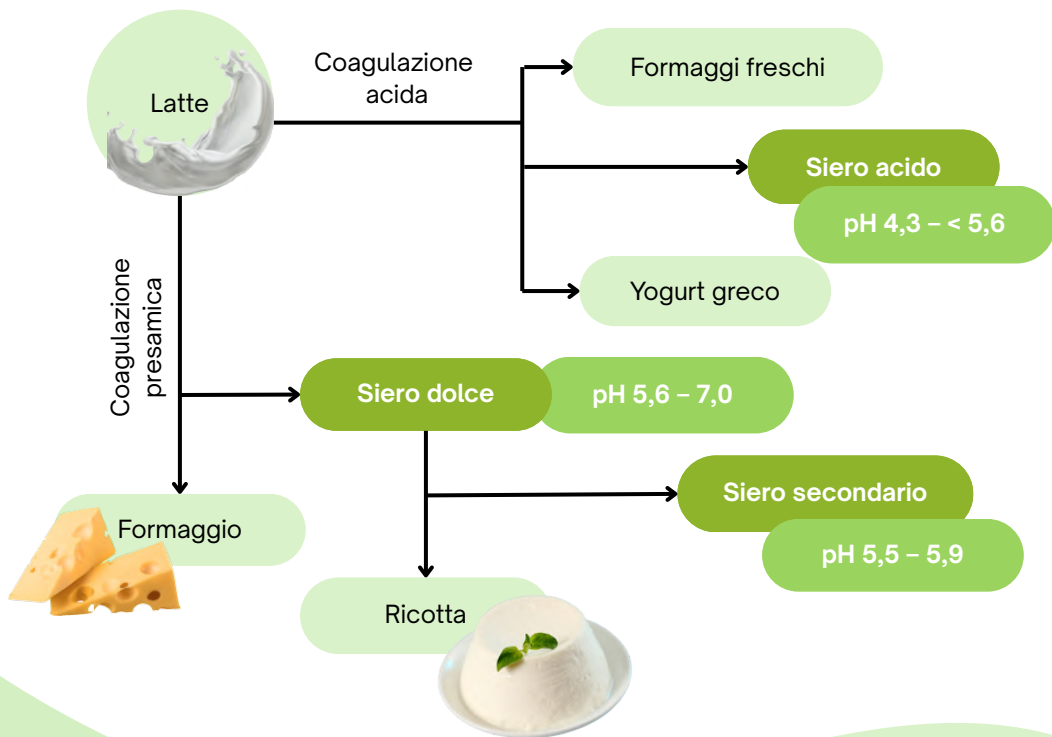 Latte
Coagulazione
acida
Formaggi freschi
Siero acido
pH 4,3 – < 5,6
Yogurt greco
Coagulazione
presamica
Siero dolce
pH 5,6 – 7,0
Siero secondario
pH 5,5 – 5,9
Formaggio
Ricotta